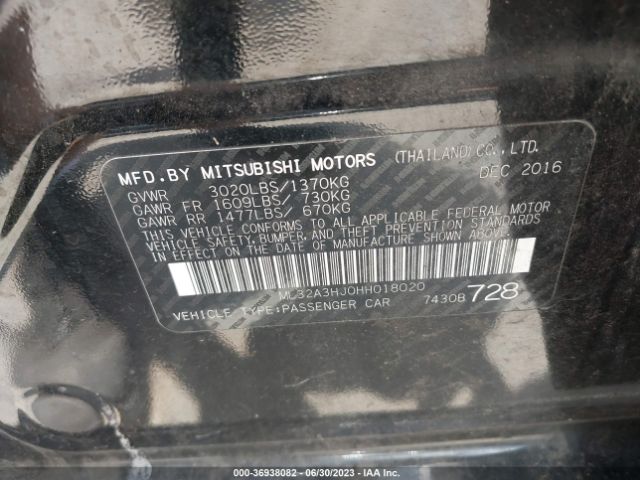 MFD.BY MITSUBISHI MOTORS (THAILAND)CO.,LTD.
DEC 2016
GVWR 3020LBS/1370KG
GAWR FR 1609LBS/ 730KG
GAWR RR 1477LBS/ 670KG
THIS VEHICLE CONFORMS TO ALL APPLICABLE FEDERAL MOTOR
VEHICLE SAFETY, BUMPER, AND THEFT PREVENTION STANDARDS
IN EFFECT ON THE DATE OF MANUFACTURE SHOWN ABOVE.
ML32A3HJ0HH018020
VEHICLE TYPE:PASSENGER CAR 7430B 728
000-36938082 - 06/30/2023 - IAA Inc.